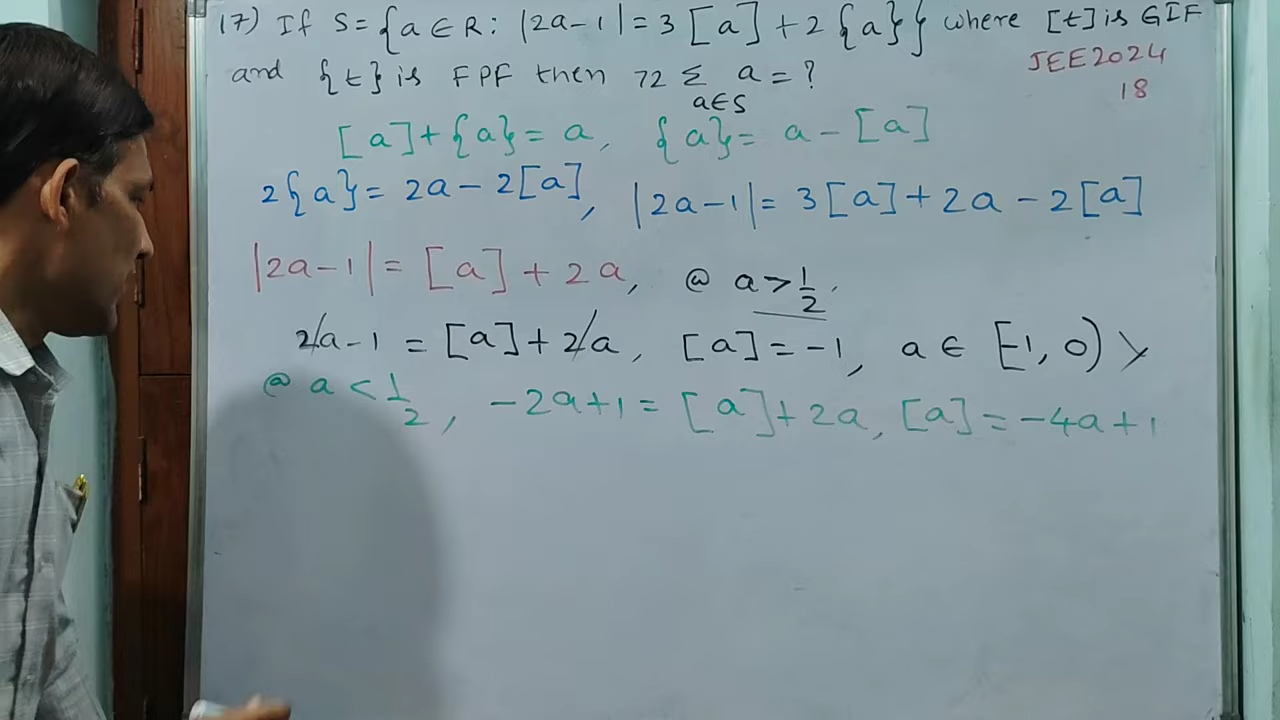 17) If S = {a ∈ R : |2a-1| = 3[a] + 2{a}} where [t] is GIF
and {t} is FPF then 72 Σ a = ?
a∈S
JEE2024
18
[a] + {a} = a, {a} = a - [a]
2{a} = 2a - 2[a], |2a-1| = 3[a] + 2a - 2[a]
|2a-1| = [a] + 2a, @ a > 1/2.
2a-1 = [a] + 2a, [a] = -1, a ∈ [-1, 0)
@ a < 1/2, -2a+1 = [a] + 2a, [a] = -4a+1